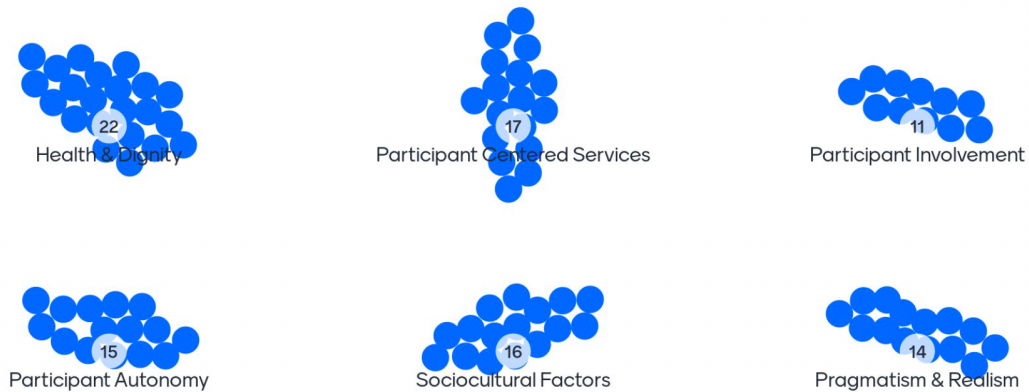 22
Health & Dignity
17
Participant Centered Services
11
Participant Involvement
15
Participant Autonomy
16
Sociocultural Factors
14
Pragmatism & Realism